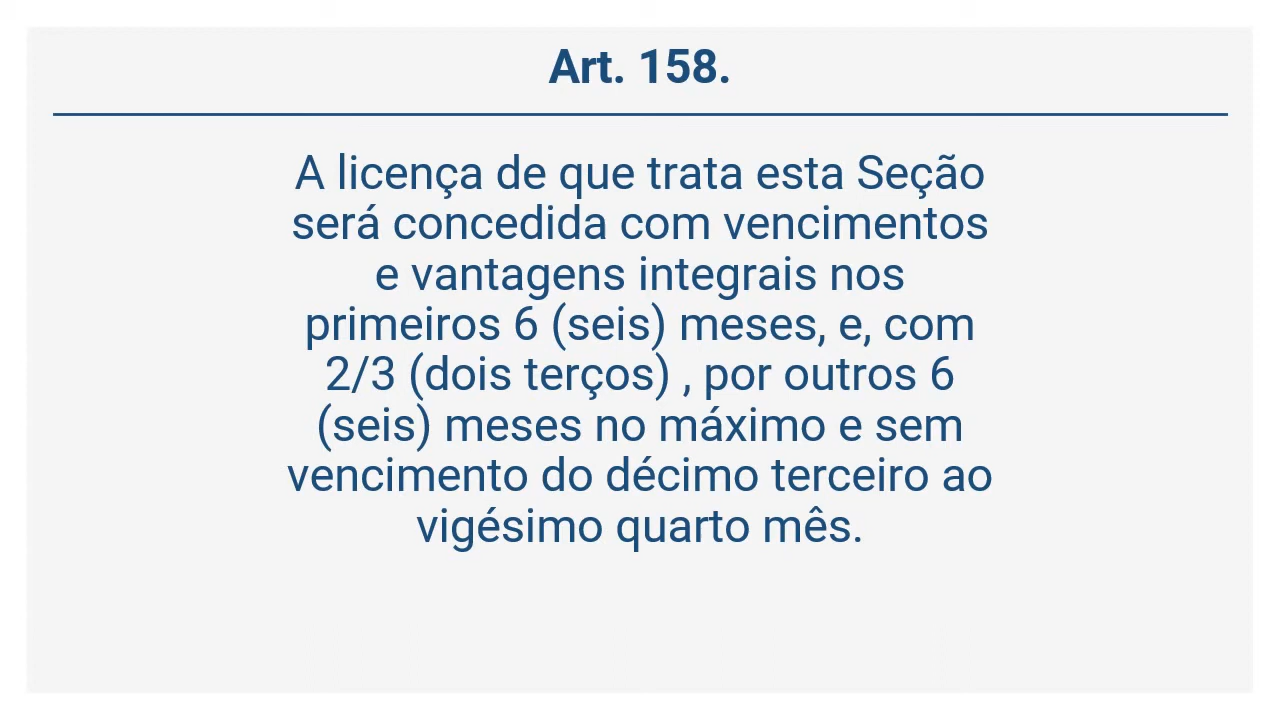 Art. 158.
A licença de que trata esta Seção
será concedida com vencimentos
e vantagens integrais nos
primeiros 6 (seis) meses, e, com
2/3 (dois terços) , por outros 6
(seis) meses no máximo e sem
vencimento do décimo terceiro ao
vigésimo quarto mês.